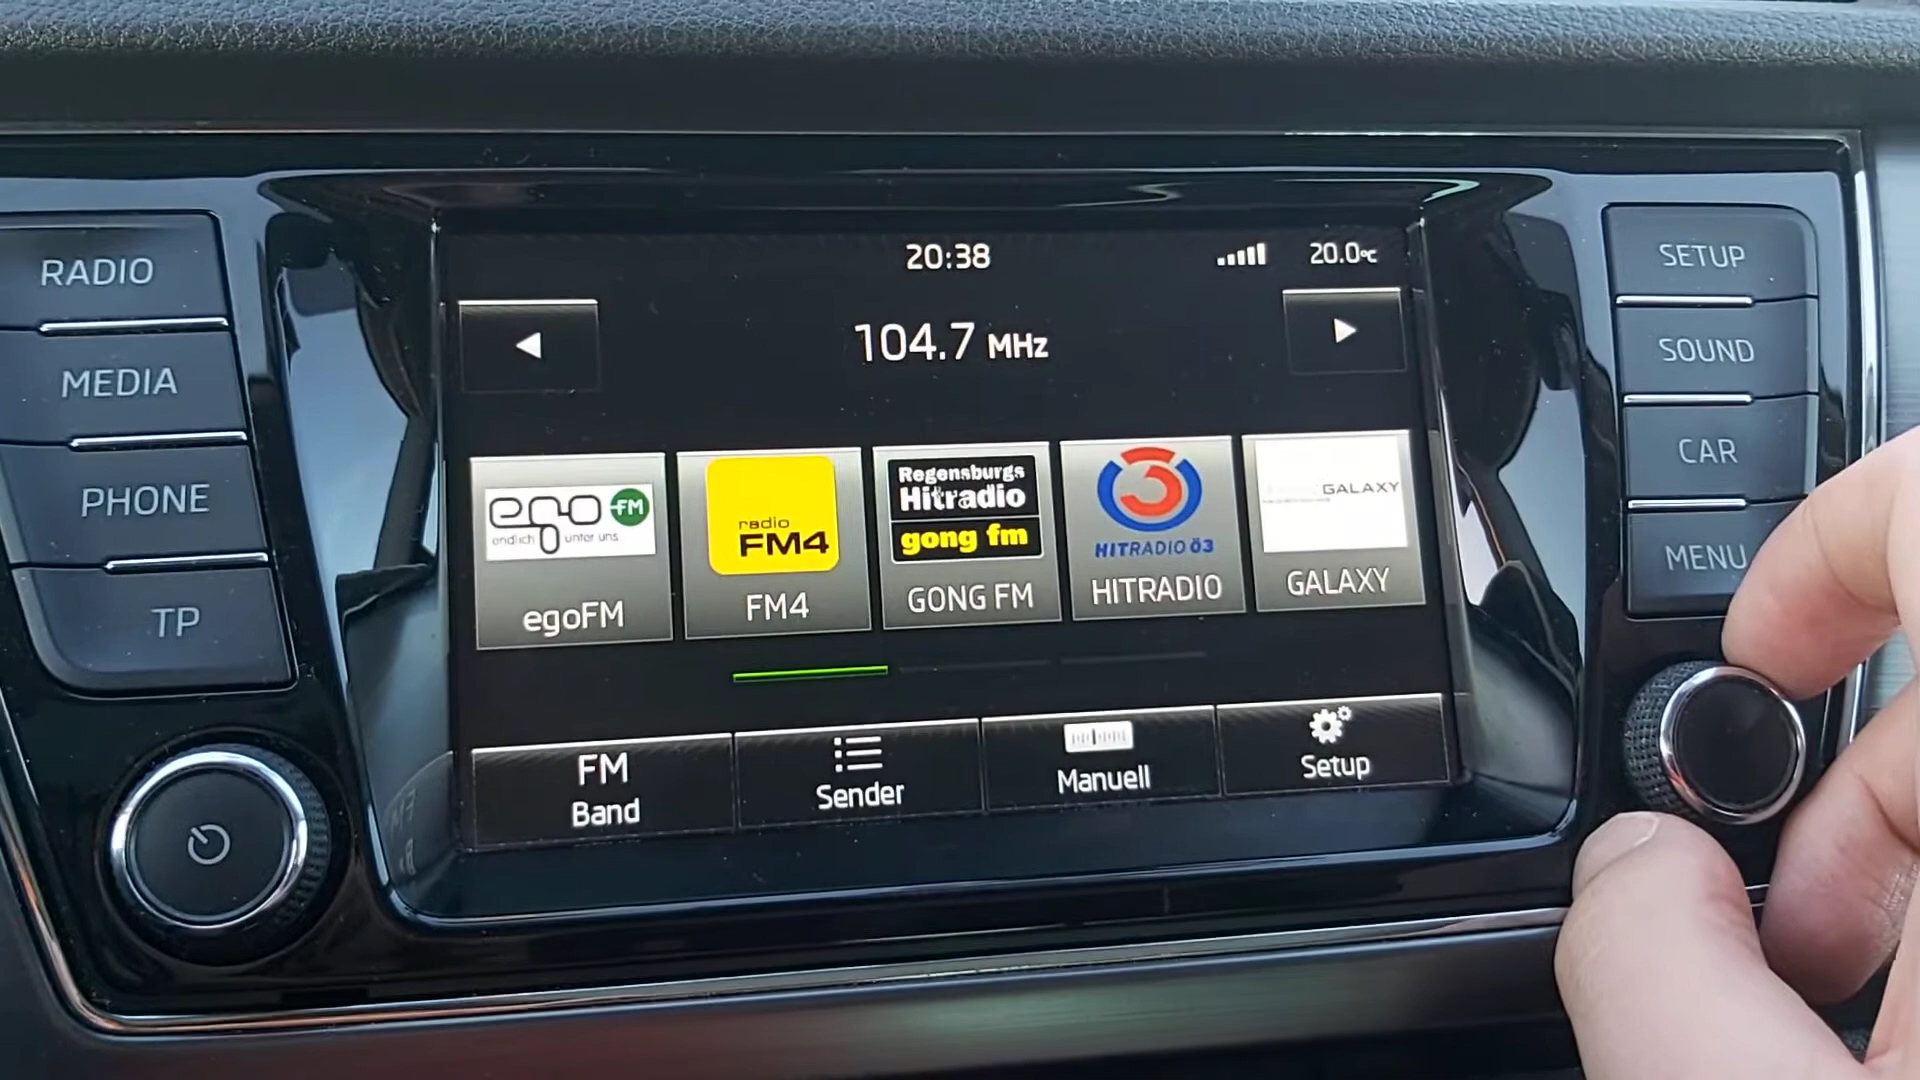 20:38
20.0°C
104.7 MHz
RADIO
MEDIA
PHONE
TP
SETUP
SOUND
CAR
MENU
ego FM
endlich unter uns
egoFM
radio
FM4
FM4
Regensburgs
Hitradio
gong fm
GONG FM
3
HITRADIO ö3
HITRADIO
GALAXY
GALAXY
FM
Band
Sender
Manuell
Setup